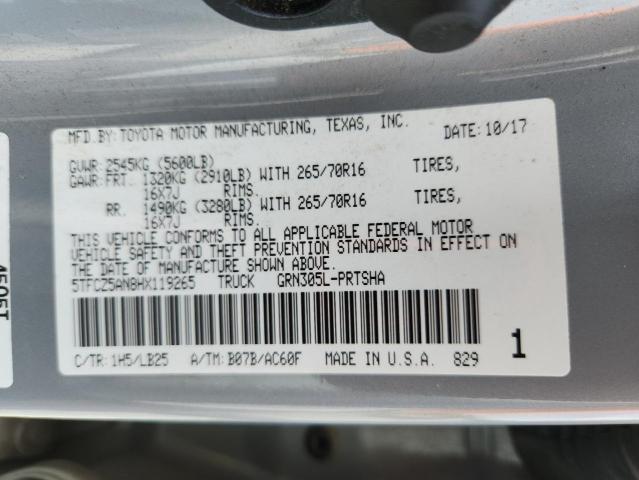 MFD.BY:TOYOTA MOTOR MANUFACTURING, TEXAS, INC. DATE:10/17
GVWR:2545KG (5600LB)
GAWR:FRT. 1320KG (2910LB) WITH 265/70R16 TIRES,
16X7J RIMS.
RR. 1490KG (3280LB) WITH 265/70R16 TIRES,
16X7J RIMS.
THIS VEHICLE CONFORMS TO ALL APPLICABLE FEDERAL MOTOR
VEHICLE SAFETY AND THEFT PREVENTION STANDARDS IN EFFECT ON
THE DATE OF MANUFACTURE SHOWN ABOVE.
5TFCZ5AN8HX119265 TRUCK GRN305L-PRTSHA
C/TR:1H5/LB25 A/TM:B07B/AC60F MADE IN U.S.A. 829 1